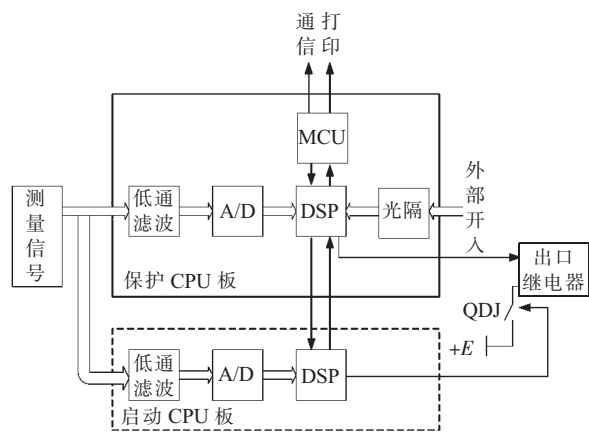 通信
打印
MCU
测量信号
低通
滤波
A/D
DSP
光隔
外部开入
保护 CPU 板
出口
继电器
QDJ
+E
低通
滤波
A/D
DSP
启动 CPU 板